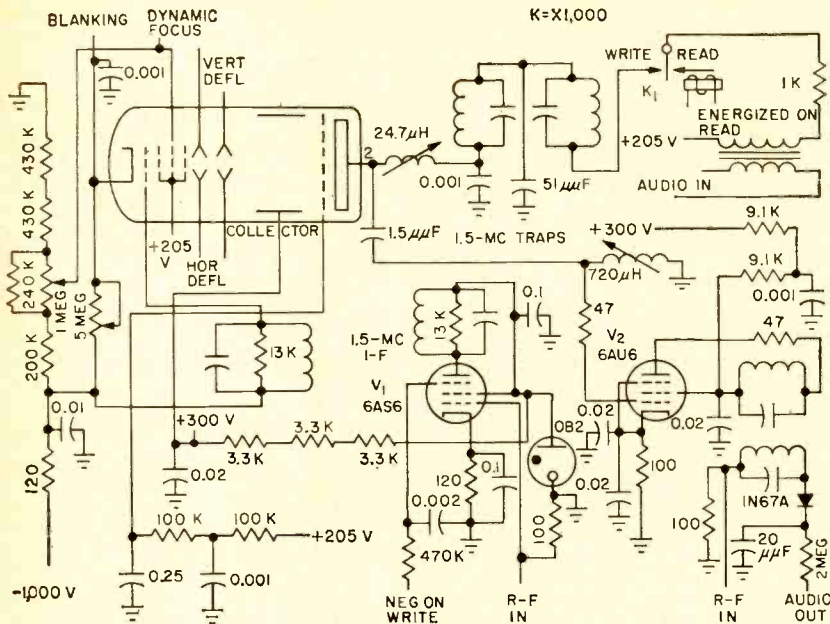 K=X1,000
BLANKING
DYNAMIC
FOCUS
VERT
DEFL
0.001
WRITE READ
K1
ENERGIZED ON
READ
1 K
+205 V
AUDIO IN
430 K
430 K
240 K
1 MEG
5 MEG
200 K
0.01
120
-1,000 V
24.7μH
2
0.001
51μμF
1.5-MC TRAPS
1.5μμF
COLLECTOR
+205
V
HOR
DEFL
+300 V
9.1 K
9.1 K
0.001
720μH
47
47
V2
6AU6
13K
0.1
1.5-MC
I-F
V1
6AS6
13K
+300 V
3.3 K
3.3 K
3.3 K
0.02
OB2
0.02
0.02
0.02
100
120
0.1
0.002
470K
100
100
1N67A
20
μμF
2 MEG
100 K
100 K
+205 V
0.25
0.001
NEG ON
WRITE
R-F
IN
R-F
IN
AUDIO
OUT